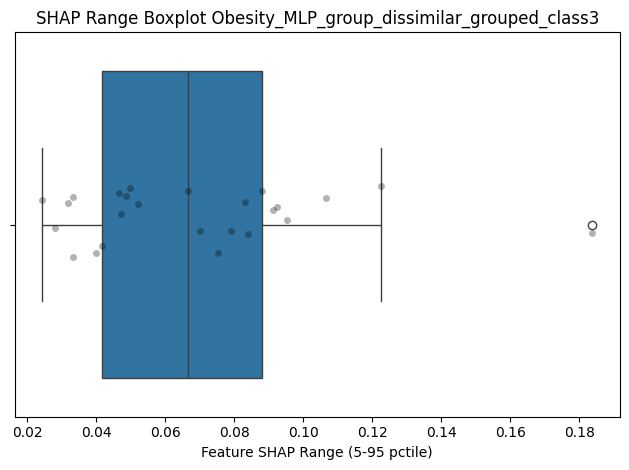 SHAP Range Boxplot Obesity_MLP_group_dissimilar_grouped_class3
0.02 0.04 0.06 0.08 0.10 0.12 0.14 0.16 0.18
Feature SHAP Range (5-95 pctile)